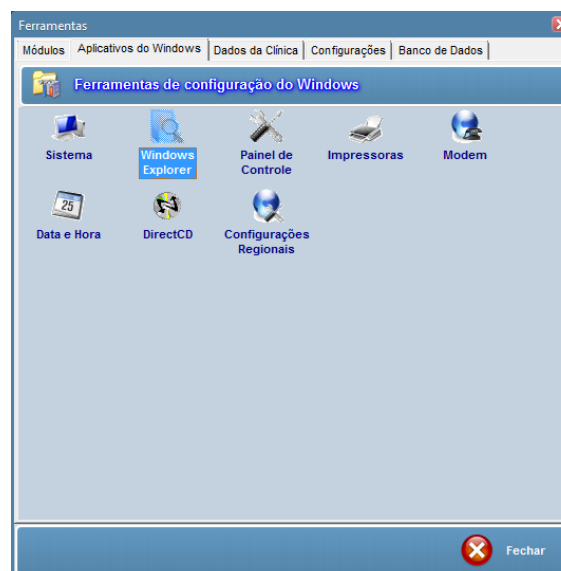 Ferramentas
Módulos Aplicativos do Windows Dados da Clínica Configurações Banco de Dados
Ferramentas de configuração do Windows
Sistema
Windows
Explorer
Painel de
Controle
Impressoras
Modem
25
Data e Hora
DirectCD
Configurações
Regionais
Fechar